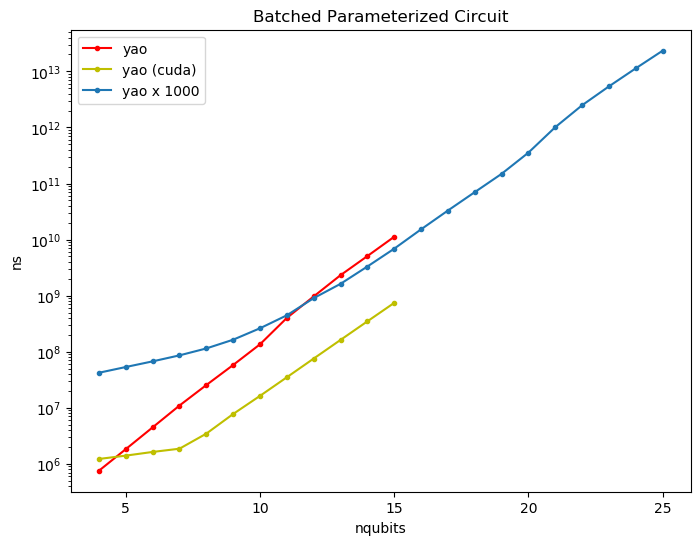 Batched Parameterized Circuit
yao
yao (cuda)
yao x 1000
10^13
10^12
10^11
10^10
10^9
10^8
10^7
10^6
ns
5 10 15 20 25
nqubits